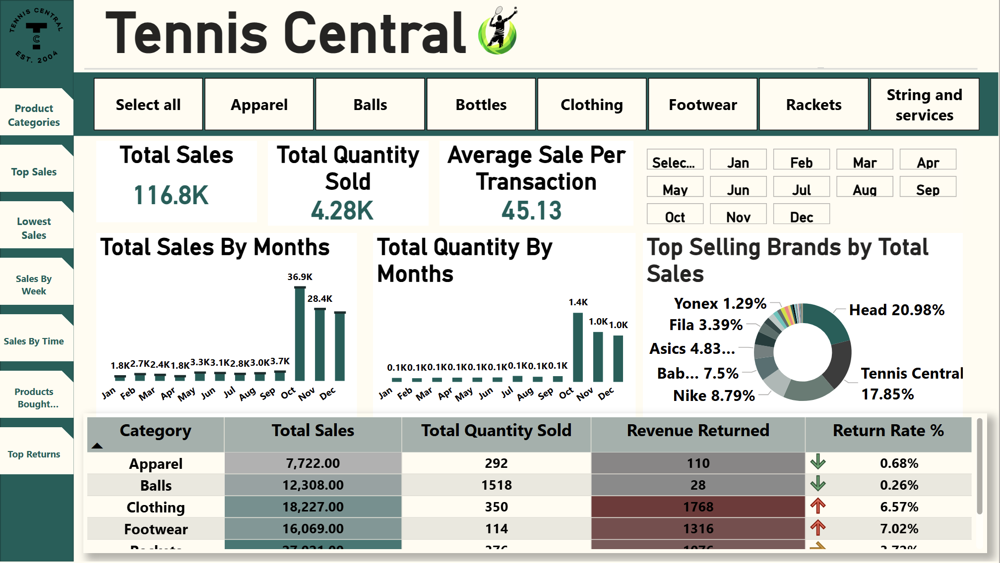 TENNIS CENTRAL
T
C
EST. 2004
Tennis Central
Product
Categories
Top Sales
Lowest
Sales
Sales By
Week
Sales By Time
Products
Bought...
Top Returns
Select all
Apparel
Balls
Bottles
Clothing
Footwear
Rackets
String and
services
Total Sales
116.8K
Total Quantity
Sold
4.28K
Average Sale Per
Transaction
45.13
Selec... Jan Feb Mar Apr
May Jun Jul Aug Sep
Oct Nov Dec
Total Sales By Months
36.9K
28.4K
1.8K 2.7K 2.4K 1.8K 3.3K 3.1K 2.8K 3.0K 3.7K
Jan Feb Mar Apr May Jun Jul Aug Sep Oct Nov Dec
Total Quantity By
Months
1.4K
1.0K 1.0K
0.1K 0.1K 0.1K 0.1K 0.1K 0.1K 0.1K 0.1K 0.1K
Jan Feb Mar Apr May Jun Jul Aug Sep Oct Nov Dec
Top Selling Brands by Total
Sales
Yonex 1.29%
Head 20.98%
Fila 3.39%
Asics 4.83...
Bab... 7.5%
Tennis Central
17.85%
Nike 8.79%
Category Total Sales Total Quantity Sold Revenue Returned Return Rate %
Apparel 7,722.00 292 110 0.68%
Balls 12,308.00 1518 28 0.26%
Clothing 18,227.00 350 1768 6.57%
Footwear 16,069.00 114 1316 7.02%